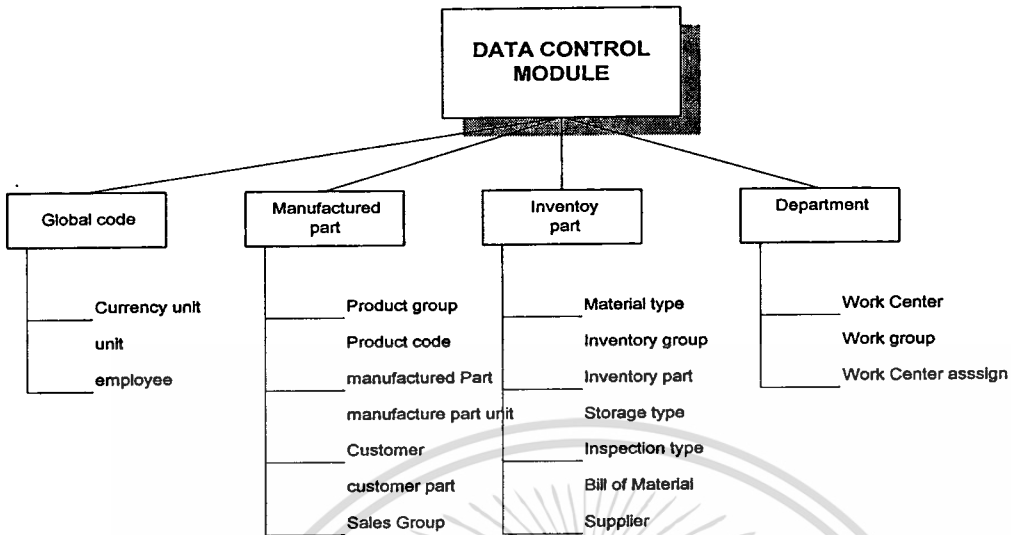 DATA CONTROL
MODULE
Global code
Currency unit
unit
employee
Manufactured
part
Product group
Product code
manufactured Part
manufacture part unit
Customer
customer part
Sales Group
Inventoy
part
Material type
Inventory group
Inventory part
Storage type
Inspection type
Bill of Material
Supplier
Department
Work Center
Work group
Work Center asssign